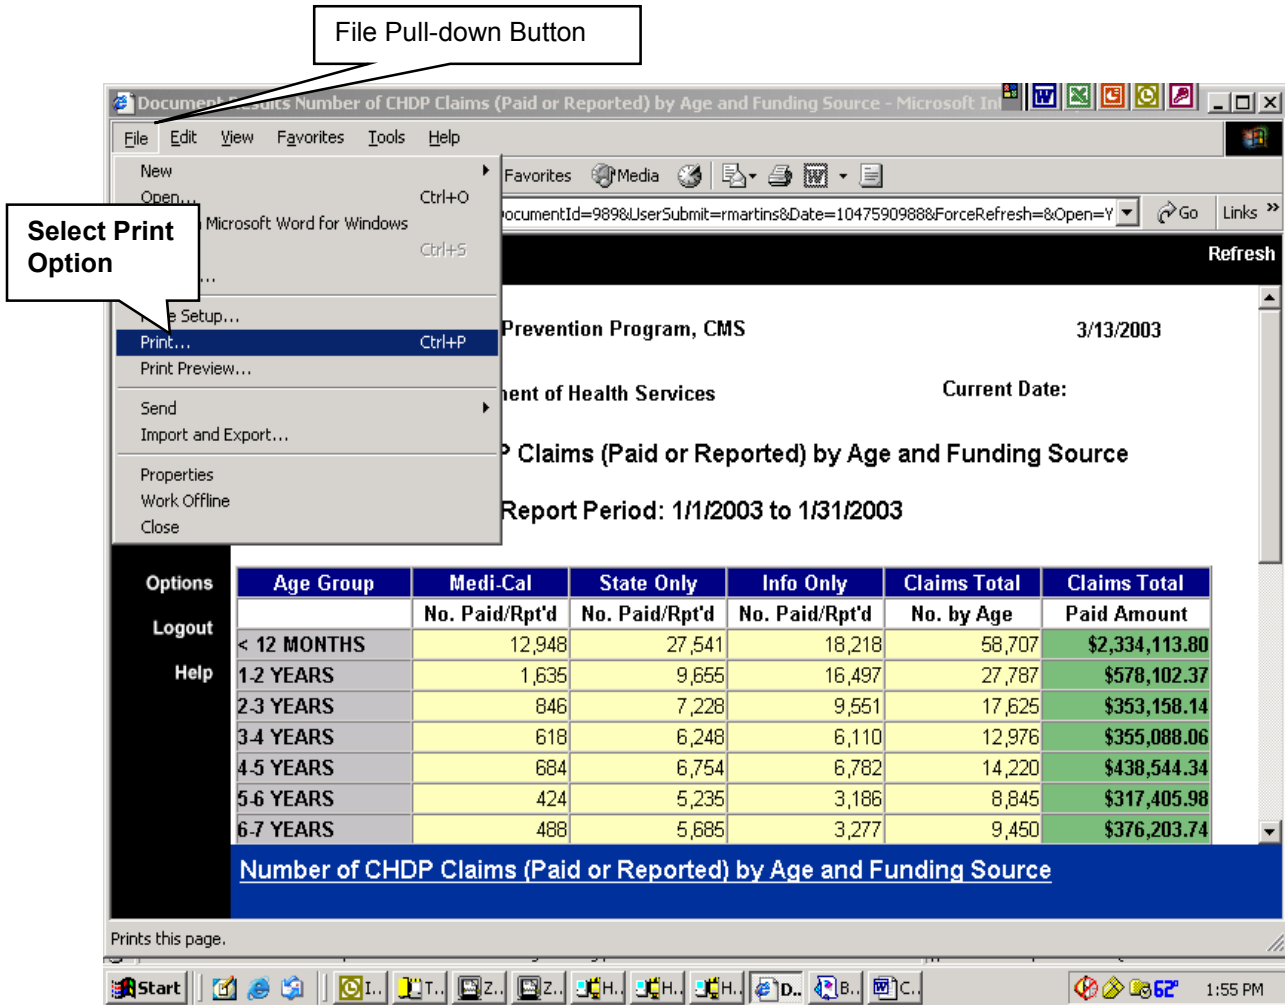 File Pull-down Button
Document Results Number of CHDP Claims (Paid or Reported) by Age and Funding Source - Microsoft In
File Edit View Favorites Tools Help
New
Favorites Media
Open... Ctrl+O
ocumentId=989&UserSubmit=rmartins&Date=1047590988&ForceRefresh=&Open=Y Go Links »
Select Print
Option
Microsoft Word for Windows
Ctrl+S
...
Refresh
Setup...
Prevention Program, CMS 3/13/2003
Print... Ctrl+P
Print Preview...
ent of Health Services Current Date:
Send
Import and Export...
P Claims (Paid or Reported) by Age and Funding Source
Properties
Work Offline
Report Period: 1/1/2003 to 1/31/2003
Close
Options
Logout
Help
Age Group Medi-Cal State Only Info Only Claims Total Claims Total
No. Paid/Rpt'd No. Paid/Rpt'd No. Paid/Rpt'd No. by Age Paid Amount
< 12 MONTHS 12,948 27,541 18,218 58,707 $2,334,113.80
1-2 YEARS 1,635 9,655 16,497 27,787 $578,102.37
2-3 YEARS 846 7,228 9,551 17,625 $353,158.14
3-4 YEARS 618 6,248 6,110 12,976 $355,088.06
4-5 YEARS 684 6,754 6,782 14,220 $438,544.34
5-6 YEARS 424 5,235 3,186 8,845 $317,405.98
6-7 YEARS 488 5,685 3,277 9,450 $376,203.74
Number of CHDP Claims (Paid or Reported) by Age and Funding Source
Prints this page.
Start I.. T.. Z.. Z.. H.. H.. H.. D.. B.. C.. 62° 1:55 PM